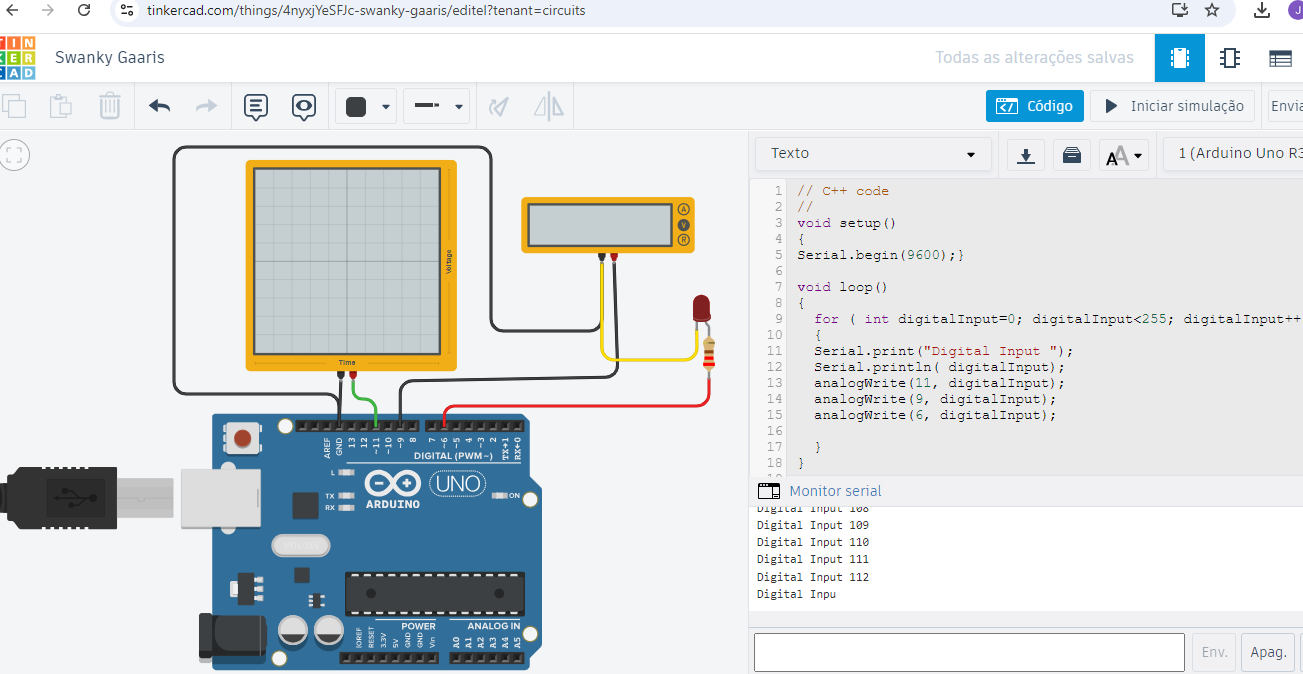 tinkercad.com/things/4nyxjYeSFJc-swanky-gaaris/editel?tenant=circuits
TIN
KER
CAD
Swanky Gaaris
Todas as alterações salvas
Código
Iniciar simulação
Envia
Texto
1 (Arduino Uno R3
Voltage
Time
A
V
R
1 // C++ code
2 //
3 void setup()
4 {
5 Serial.begin(9600);}
6
7 void loop()
8 {
9 for ( int digitalInput=0; digitalInput<255; digitalInput++
10 {
11 Serial.print("Digital Input ");
12 Serial.println( digitalInput);
13 analogWrite(11, digitalInput);
14 analogWrite(9, digitalInput);
15 analogWrite(6, digitalInput);
16
17 }
18 }
Monitor serial
Digital Input 108
Digital Input 109
Digital Input 110
Digital Input 111
Digital Input 112
Digital Inpu
Env.
Apag.
AREF
GND
13
12
~11
~10
~9
8
7
~6
~5
4
~3
2
TX→1
RX←0
DIGITAL (PWM~)
L
TX
RX
ARDUINO
UNO
ON
POWER
ANALOG IN
IOREF
RESET
3.3V
5V
GND
GND
Vin
A0
A1
A2
A3
A4
A5